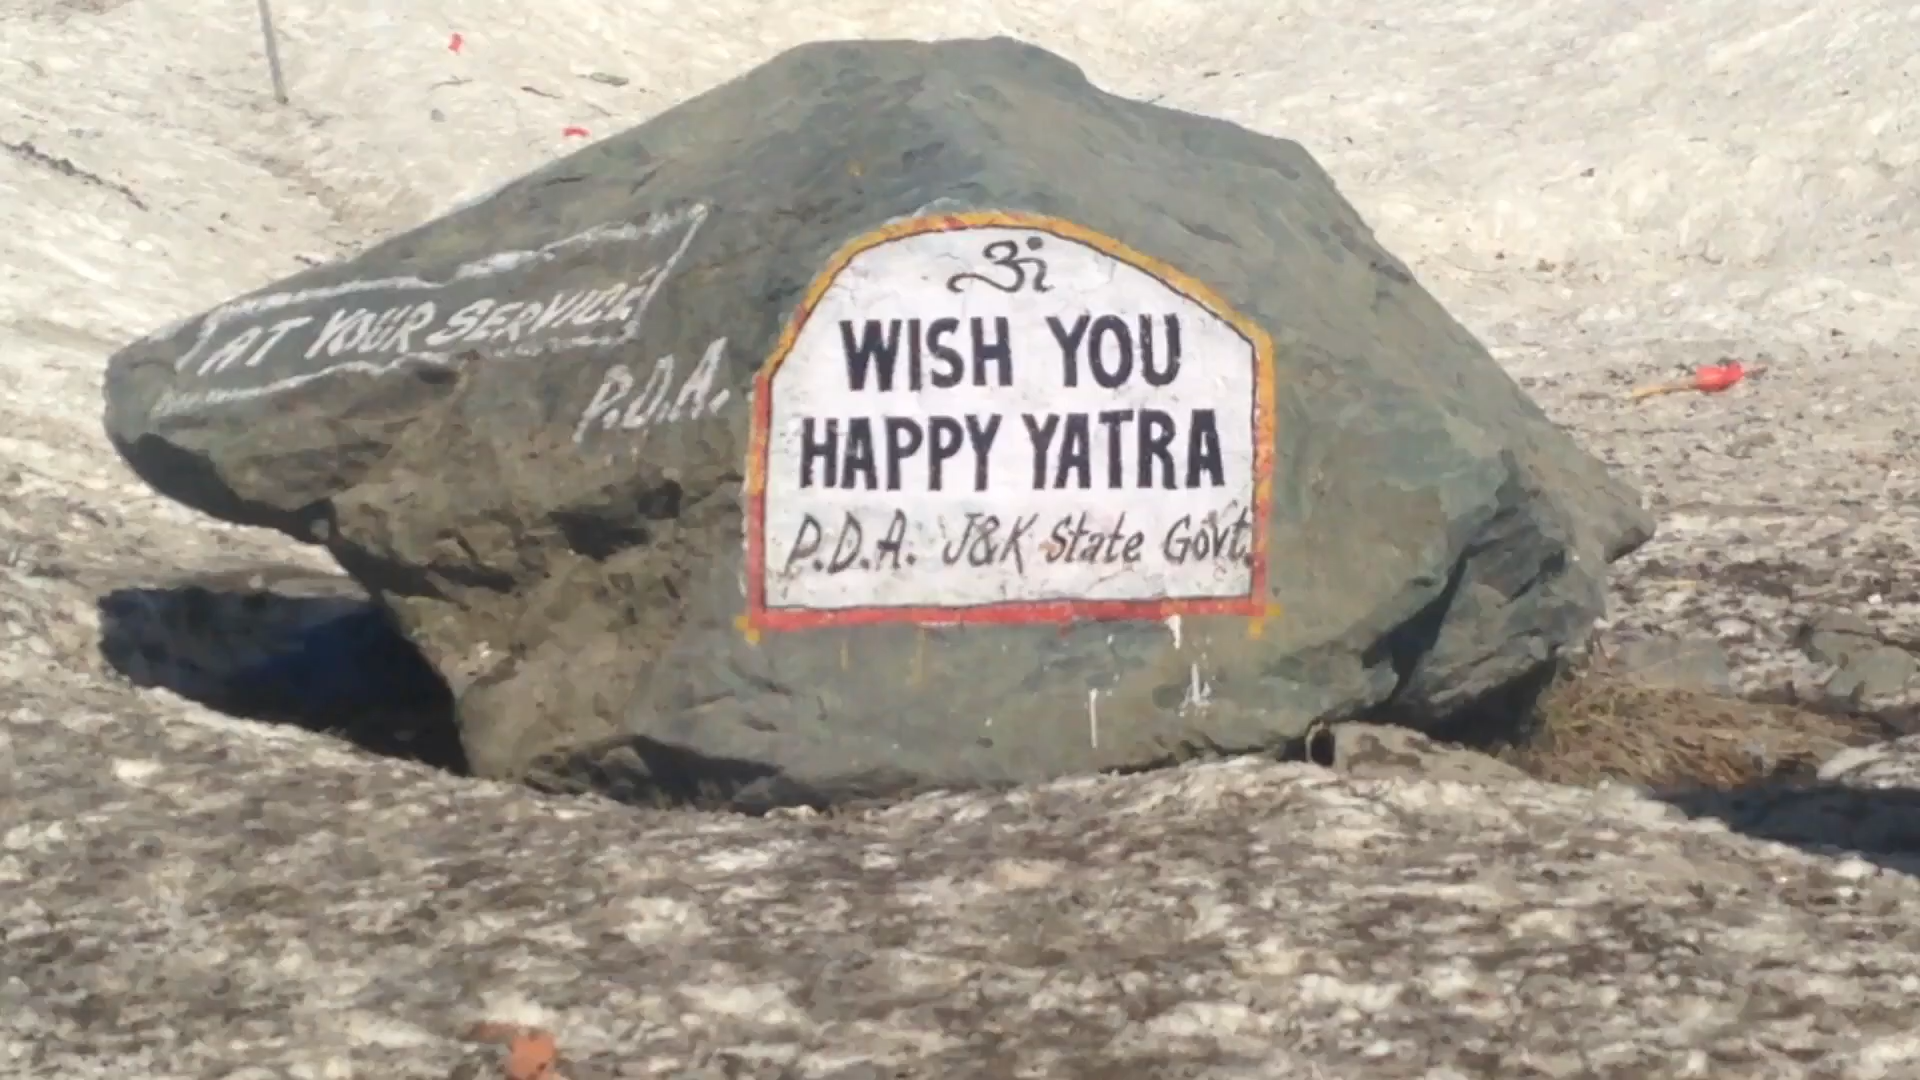 AT YOUR SERVICE
P.D.A.
ॐ
WISH YOU
HAPPY YATRA
P.D.A. J&K State Govt.